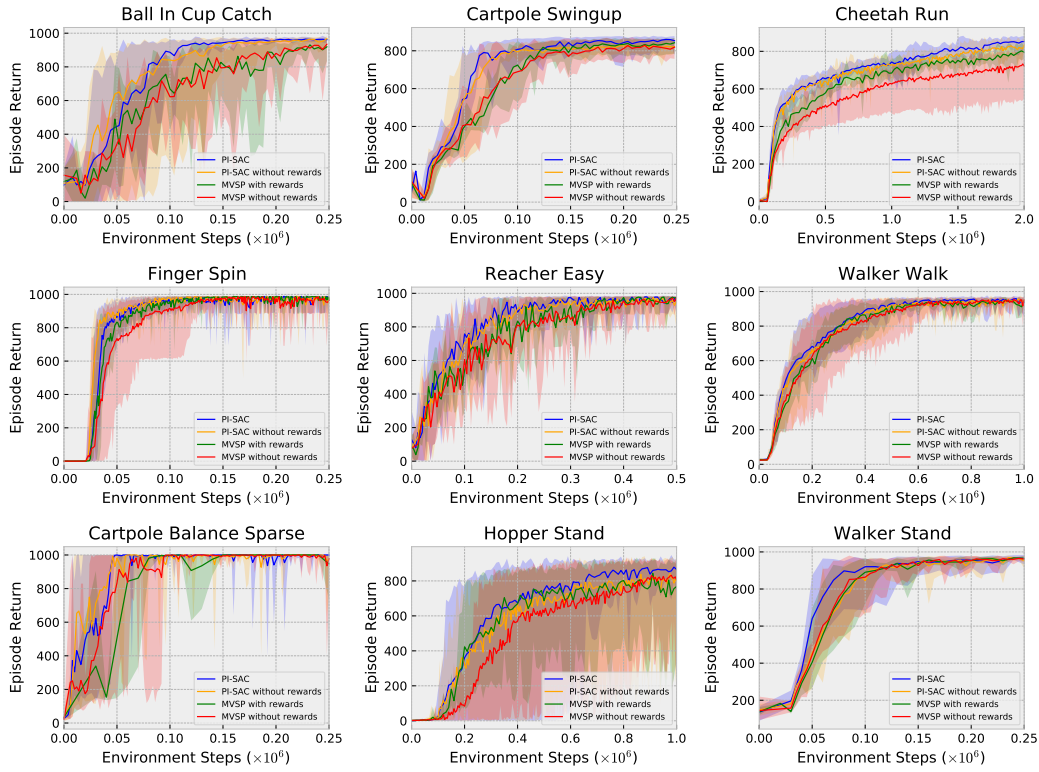 Ball In Cup Catch
Episode Return
1000
800
600
400
200
0
PI-SAC
PI-SAC without rewards
MVSP with rewards
MVSP without rewards
0.00 0.05 0.10 0.15 0.20 0.25
Environment Steps (×10⁶)
Cartpole Swingup
Episode Return
800
600
400
200
0
PI-SAC
PI-SAC without rewards
MVSP with rewards
MVSP without rewards
0.00 0.05 0.10 0.15 0.20 0.25
Environment Steps (×10⁶)
Cheetah Run
Episode Return
800
600
400
200
0
PI-SAC
PI-SAC without rewards
MVSP with rewards
MVSP without rewards
0.0 0.5 1.0 1.5 2.0
Environment Steps (×10⁶)
Finger Spin
Episode Return
1000
800
600
400
200
0
PI-SAC
PI-SAC without rewards
MVSP with rewards
MVSP without rewards
0.00 0.05 0.10 0.15 0.20 0.25
Environment Steps (×10⁶)
Reacher Easy
Episode Return
1000
800
600
400
200
0
PI-SAC
PI-SAC without rewards
MVSP with rewards
MVSP without rewards
0.0 0.1 0.2 0.3 0.4 0.5
Environment Steps (×10⁶)
Walker Walk
Episode Return
1000
800
600
400
200
0
PI-SAC
PI-SAC without rewards
MVSP with rewards
MVSP without rewards
0.0 0.2 0.4 0.6 0.8 1.0
Environment Steps (×10⁶)
Cartpole Balance Sparse
Episode Return
1000
800
600
400
200
0
PI-SAC
PI-SAC without rewards
MVSP with rewards
MVSP without rewards
0.00 0.05 0.10 0.15 0.20 0.25
Environment Steps (×10⁶)
Hopper Stand
Episode Return
800
600
400
200
0
PI-SAC
PI-SAC without rewards
MVSP with rewards
MVSP without rewards
0.0 0.2 0.4 0.6 0.8 1.0
Environment Steps (×10⁶)
Walker Stand
Episode Return
1000
800
600
400
200
PI-SAC
PI-SAC without rewards
MVSP with rewards
MVSP without rewards
0.00 0.05 0.10 0.15 0.20 0.25
Environment Steps (×10⁶)